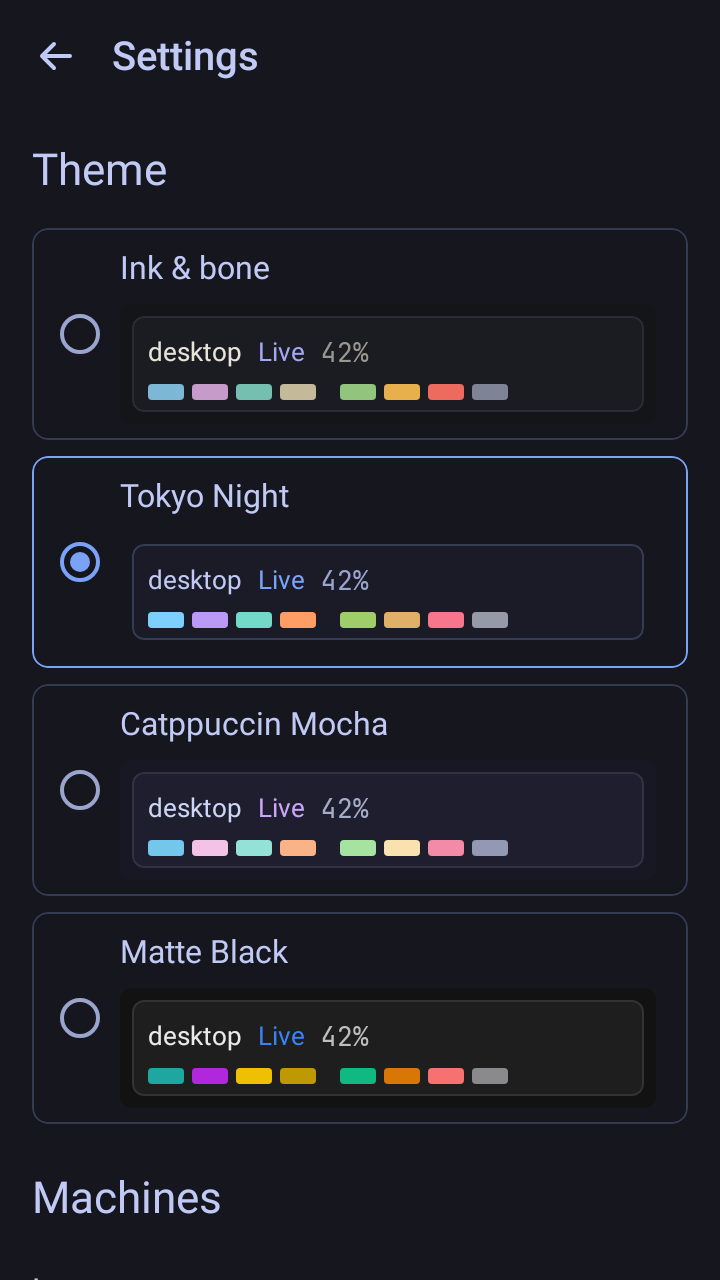 Settings
Theme
Ink & bone
desktop Live 42%
Tokyo Night
desktop Live 42%
Catppuccin Mocha
desktop Live 42%
Matte Black
desktop Live 42%
Machines